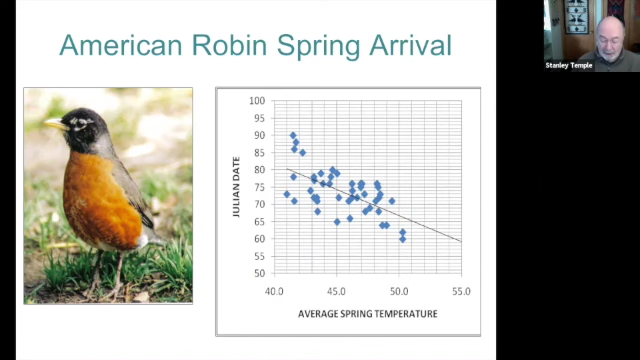 American Robin Spring Arrival
Stanley Temple
100
95
90
85
80
75
70
65
60
55
50
JULIAN DATE
40.0 45.0 50.0 55.0
AVERAGE SPRING TEMPERATURE